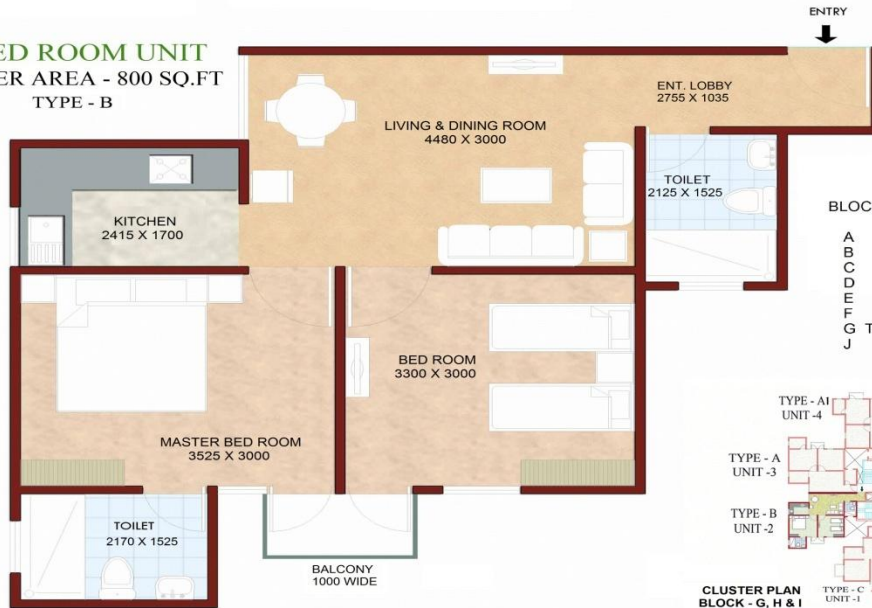 ENTRY
ED ROOM UNIT
ER AREA - 800 SQ.FT
TYPE - B
ENT. LOBBY
2755 X 1035
LIVING & DINING ROOM
4480 X 3000
TOILET
2125 X 1525
KITCHEN
2415 X 1700
BLOC
A
B
C
D
E
F
G T
J
BED ROOM
3300 X 3000
MASTER BED ROOM
3525 X 3000
TOILET
2170 X 1525
BALCONY
1000 WIDE
TYPE - A1
UNIT -4
TYPE - A
UNIT -3
TYPE - B
UNIT -2
TYPE - C
UNIT -1
CLUSTER PLAN
BLOCK - G, H & I